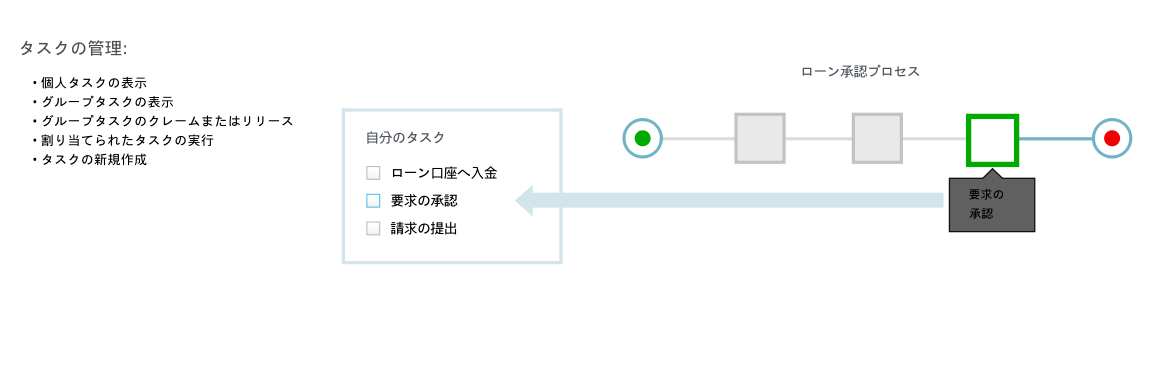 タスクの管理:
・個人タスクの表示
・グループタスクの表示
・グループタスクのクレームまたはリリース
・割り当てられたタスクの実行
・タスクの新規作成
自分のタスク
ローン口座へ入金
要求の承認
請求の提出
ローン承認プロセス
要求の
承認